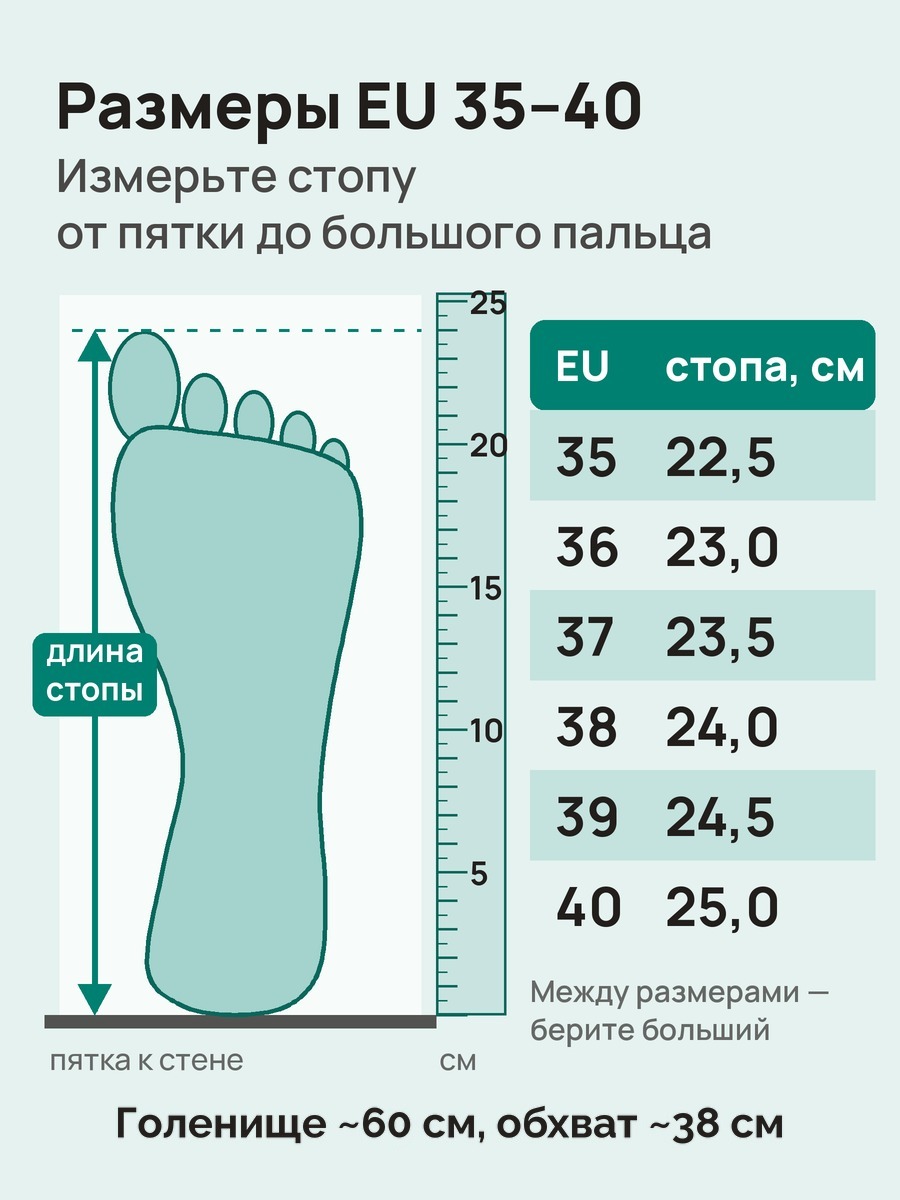 Размеры EU 35–40
Измерьте стопу
от пятки до большого пальца
25
20
15
10
5
длина
стопы
EU стопа, см
35 22,5
36 23,0
37 23,5
38 24,0
39 24,5
40 25,0
Между размерами —
берите больший
пятка к стене
см
Голенище ~60 см, обхват ~38 см